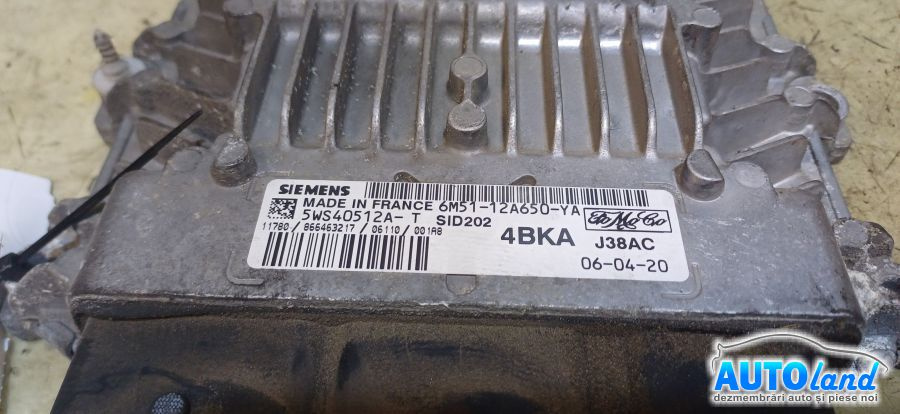 SIEMENS
MADE IN FRANCE 6M51-12A650-YA
5WS40512A- T SID202
11780 / 866463217 / 06110 / 001A8
4BKA J38AC
06-04-20
AUTOland
dezmembrări auto și piese noi